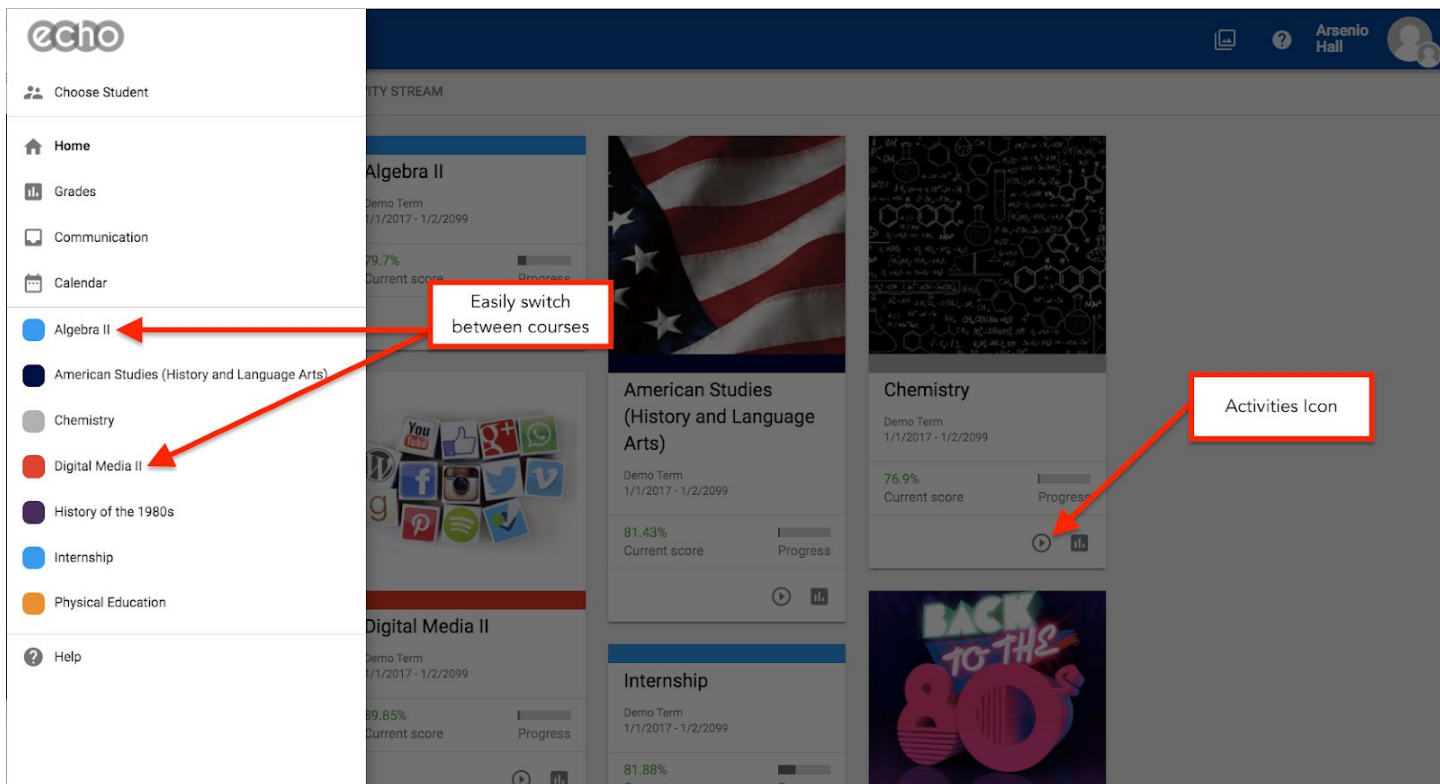 echo
Choose Student
Home
Grades
Communication
Calendar
Algebra II
American Studies (History and Language Arts)
Chemistry
Digital Media II
History of the 1980s
Internship
Physical Education
Help
Arsenio
Hall
ITY STREAM
Algebra II
Demo Term
1/1/2017 - 1/2/2099
79.7%
Current score
Progress
Easily switch
between courses
You
Tube
g+
Digital Media II
Demo Term
1/1/2017 - 1/2/2099
89.85%
Current score
Progress
American Studies
(History and Language
Arts)
Demo Term
1/1/2017 - 1/2/2099
81.43%
Current score
Progress
Internship
Demo Term
1/1/2017 - 1/2/2099
81.88%
Chemistry
Demo Term
1/1/2017 - 1/2/2099
76.9%
Current score
Progress
Activities Icon
BACK
TO THE
80s